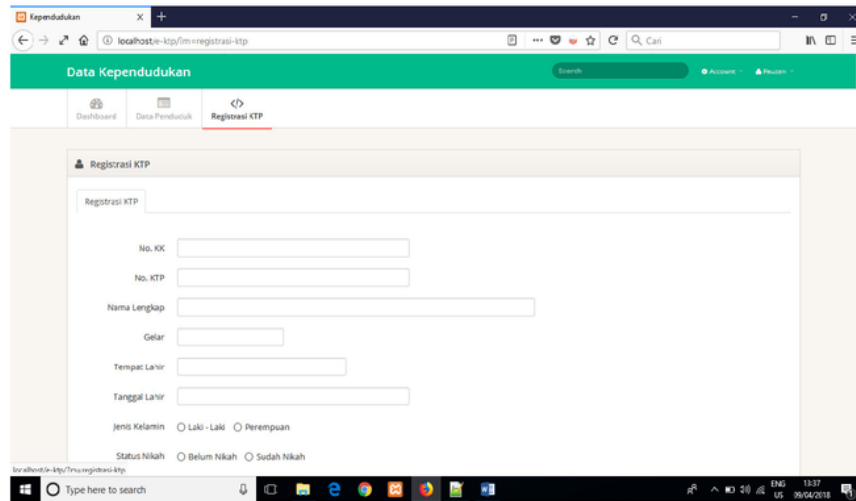 Kependudukan
localhost/e-ktp/?m=registrasi-ktp
Cari
Data Kependudukan
Search
Account
Dashboard
Data Penduduk
Registrasi KTP
Registrasi KTP
Registrasi KTP
No. KK
No. KTP
Nama Lengkap
Gelar
Tempat Lahir
Tanggal Lahir
Jenis Kelamin Laki - Laki Perempuan
Status Nikah Belum Nikah Sudah Nikah
localhost/e-ktp/?m=registrasi-ktp
Type here to search
ENG 13:37
US 09/04/2018